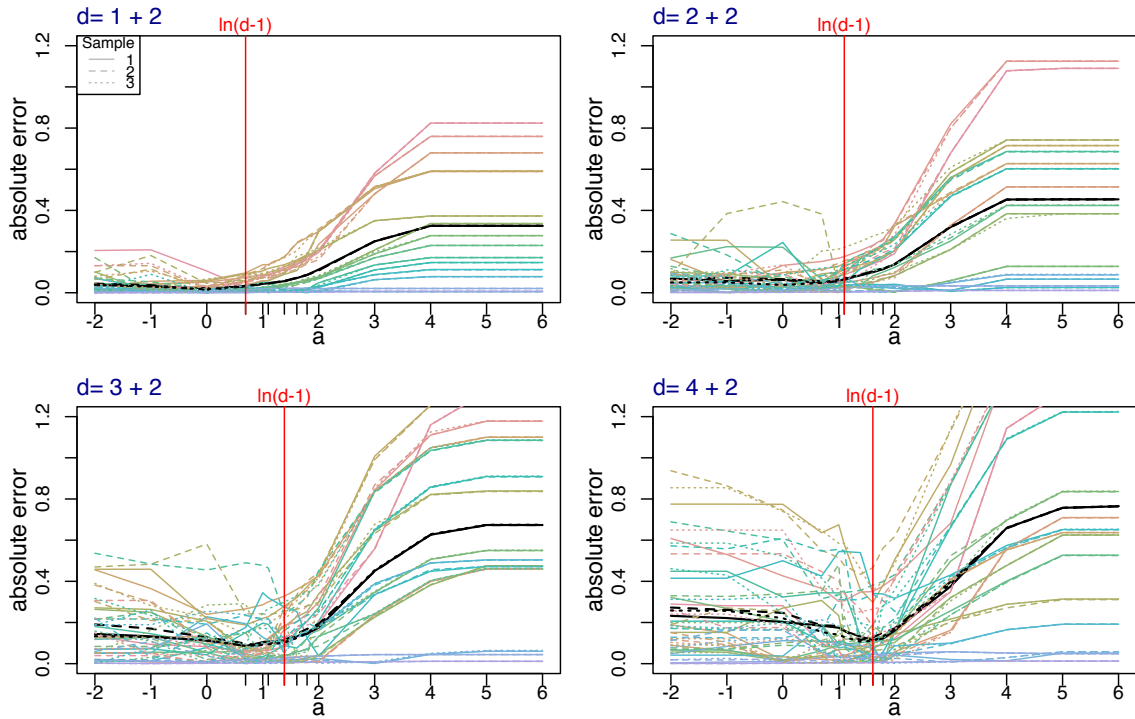 d= 1 + 2
ln(d-1)
Sample
1
2
3
absolute error
0.0 0.4 0.8 1.2
-2 -1 0 1 2 3 4 5 6
a
d= 2 + 2
ln(d-1)
absolute error
0.0 0.4 0.8 1.2
-2 -1 0 1 2 3 4 5 6
a
d= 3 + 2
ln(d-1)
absolute error
0.0 0.4 0.8 1.2
-2 -1 0 1 2 3 4 5 6
a
d= 4 + 2
ln(d-1)
absolute error
0.0 0.4 0.8 1.2
-2 -1 0 1 2 3 4 5 6
a